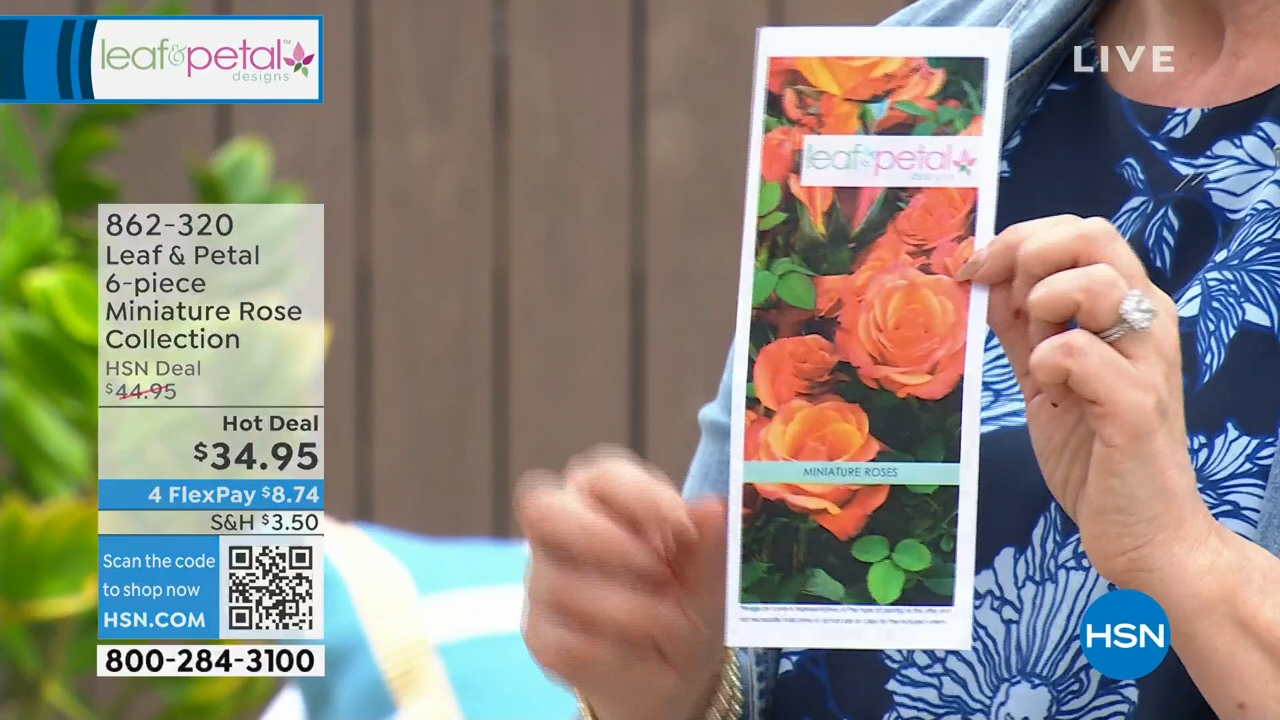 leaf&petal™
designs
LIVE
862-320
Leaf & Petal
6-piece
Miniature Rose
Collection
HSN Deal
$44.95
Hot Deal
$34.95
4 FlexPay $8.74
S&H $3.50
Scan the code
to shop now
HSN.COM
800-284-3100
leaf&petal
designs
MINIATURE ROSES
HSN